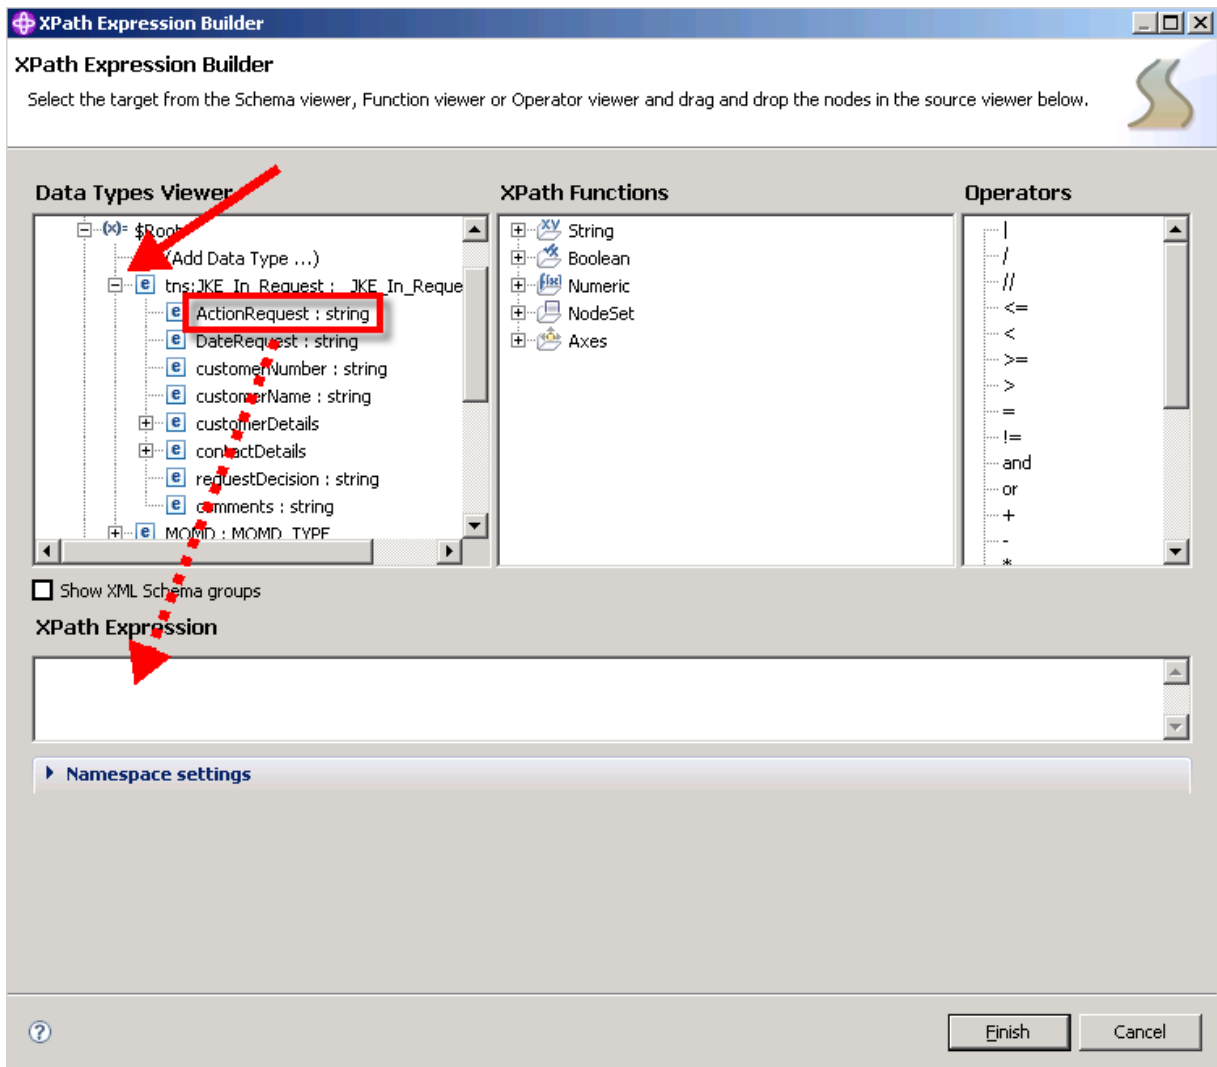 XPath Expression Builder
XPath Expression Builder
Select the target from the Schema viewer, Function viewer or Operator viewer and drag and drop the nodes in the source viewer below.
Data Types Viewer
(x)= $Root
(Add Data Type ...)
e tns:JKE_In_Request : _JKE_In_Reque
e ActionRequest : string
e DateRequest : string
e customerNumber : string
e customerName : string
e customerDetails
e contactDetails
e requestDecision : string
e comments : string
e MQMD : MQMD_TYPE
Show XML Schema groups
XPath Functions
String
Boolean
Numeric
NodeSet
Axes
Operators
|
/
//
<=
<
>=
>
=
!=
and
or
+
-
*
XPath Expression
Namespace settings
?
Finish
Cancel